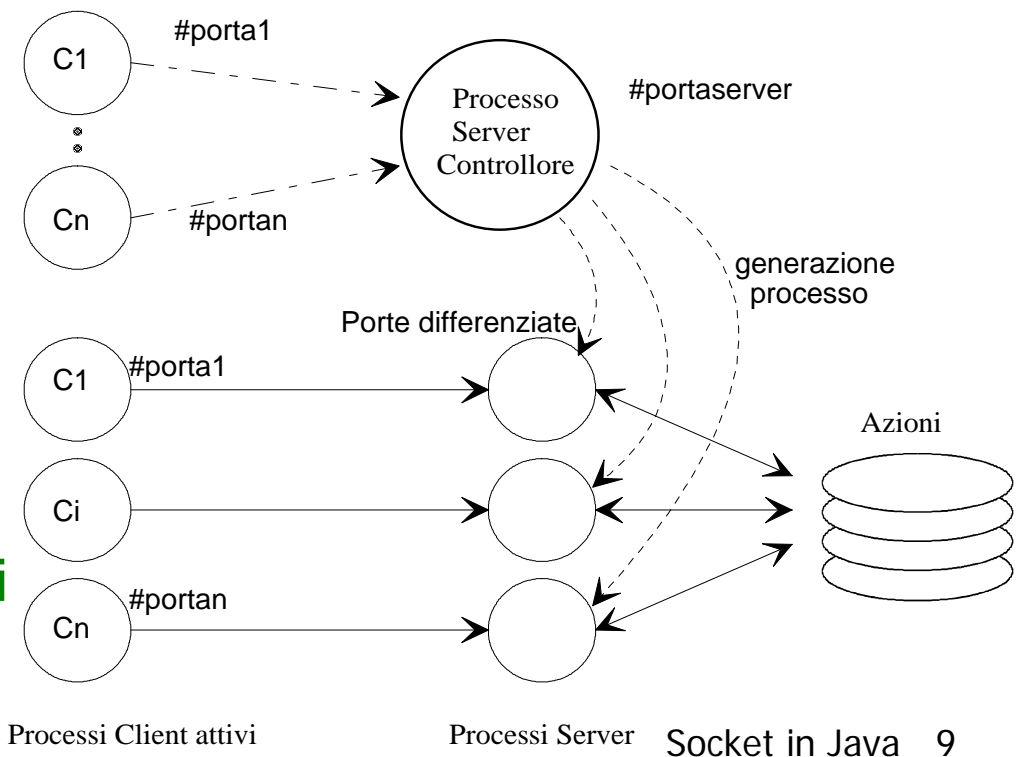 #porta1
C1
Processo
Server
Controllore
#portaserver
Cn
#portan
generazione
processo
Porte differenziate
C1
#porta1
Azioni
Ci
i
#portan
Cn
Processi Client attivi
Processi Server
Socket in Java 9